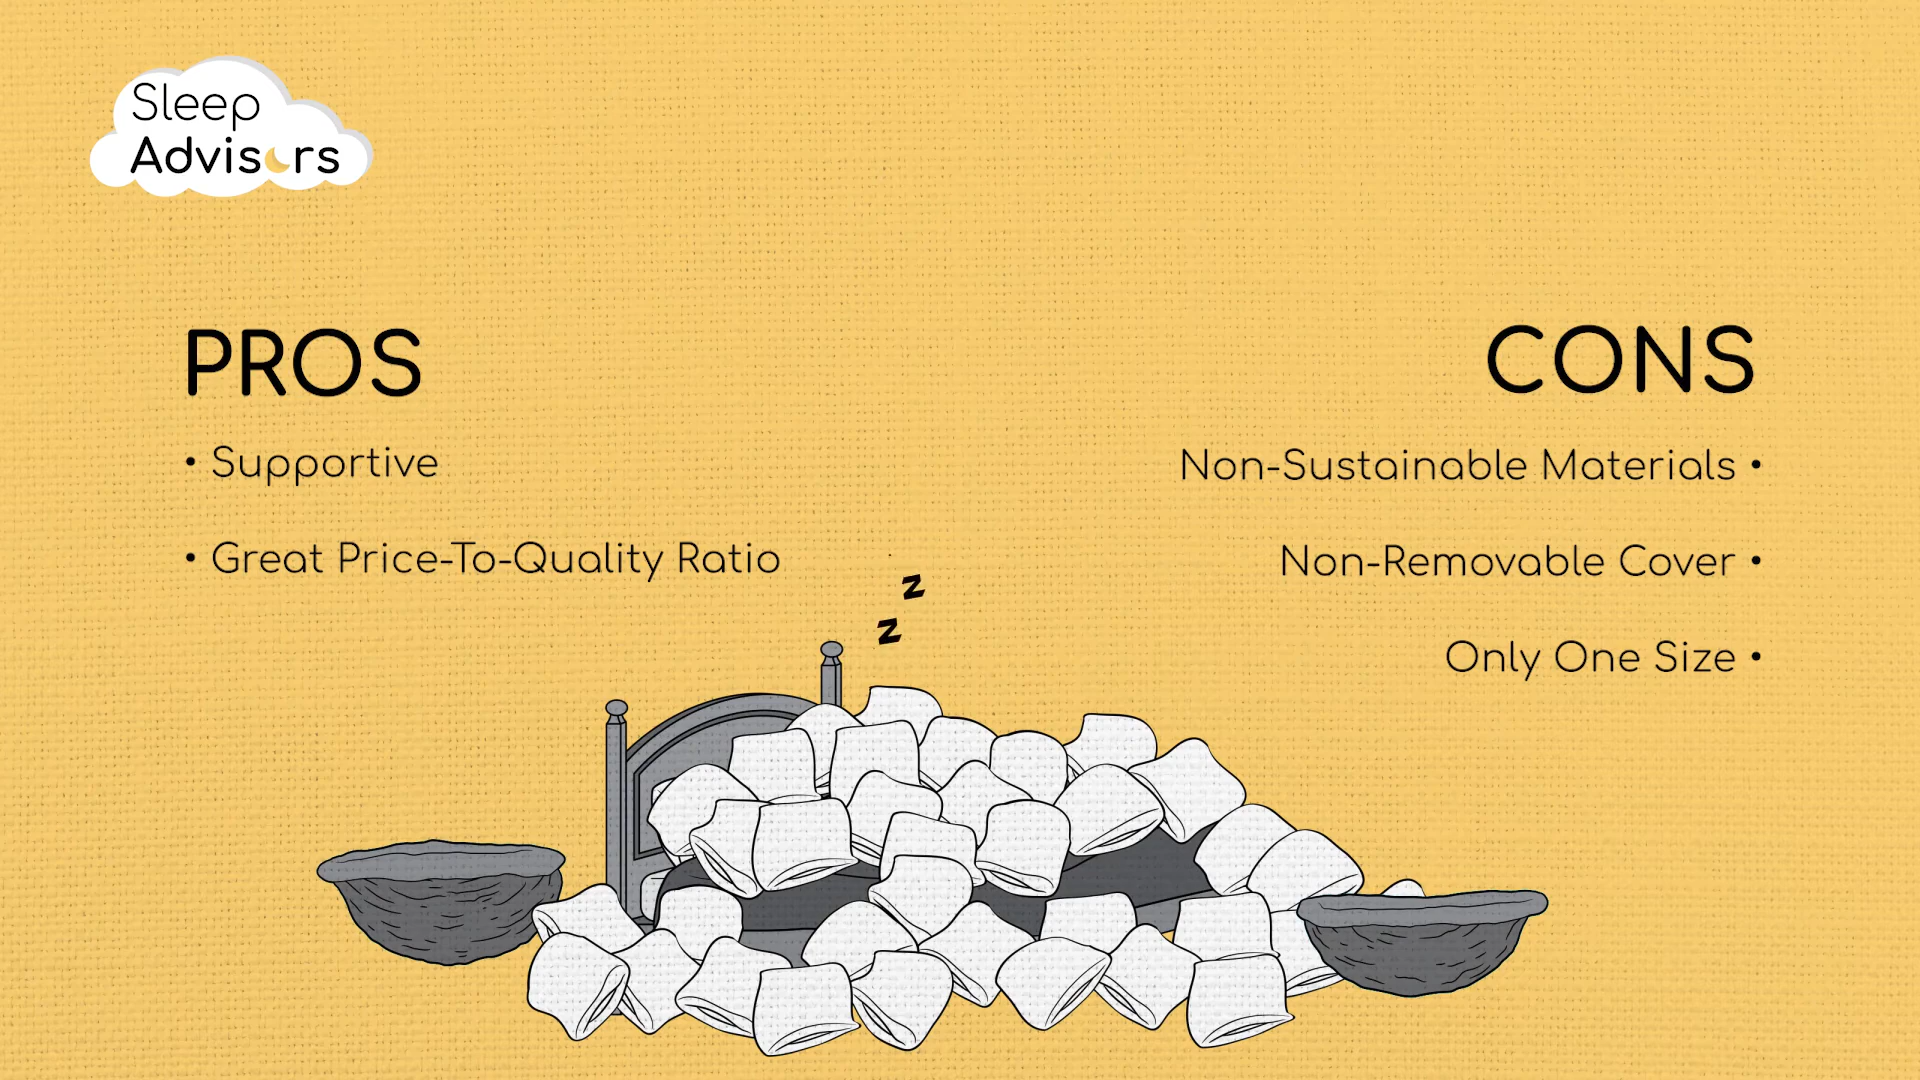 Sleep
Advisors
PROS
• Supportive
• Great Price-To-Quality Ratio
CONS
Non-Sustainable Materials •
Non-Removable Cover •
Only One Size •
z
z